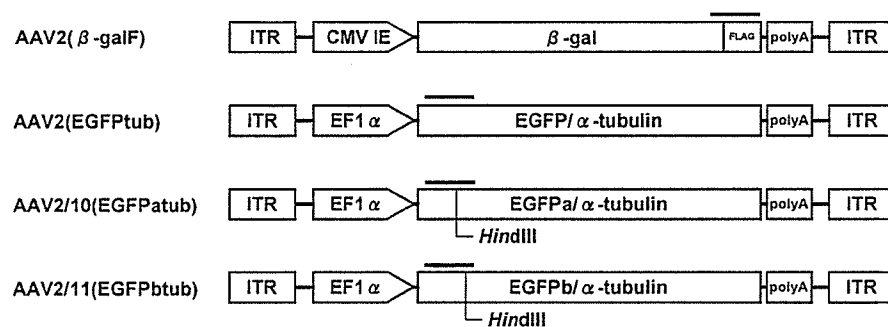 AAV2(β-galF) ITR CMV IE β-gal FLAG polyA ITR
AAV2(EGFPtub) ITR EF1α EGFP/α-tubulin polyA ITR
AAV2/10(EGFPatub) ITR EF1α EGFPa/α-tubulin polyA ITR
HindIII
AAV2/11(EGFPbtub) ITR EF1α EGFPb/α-tubulin polyA ITR
HindIII